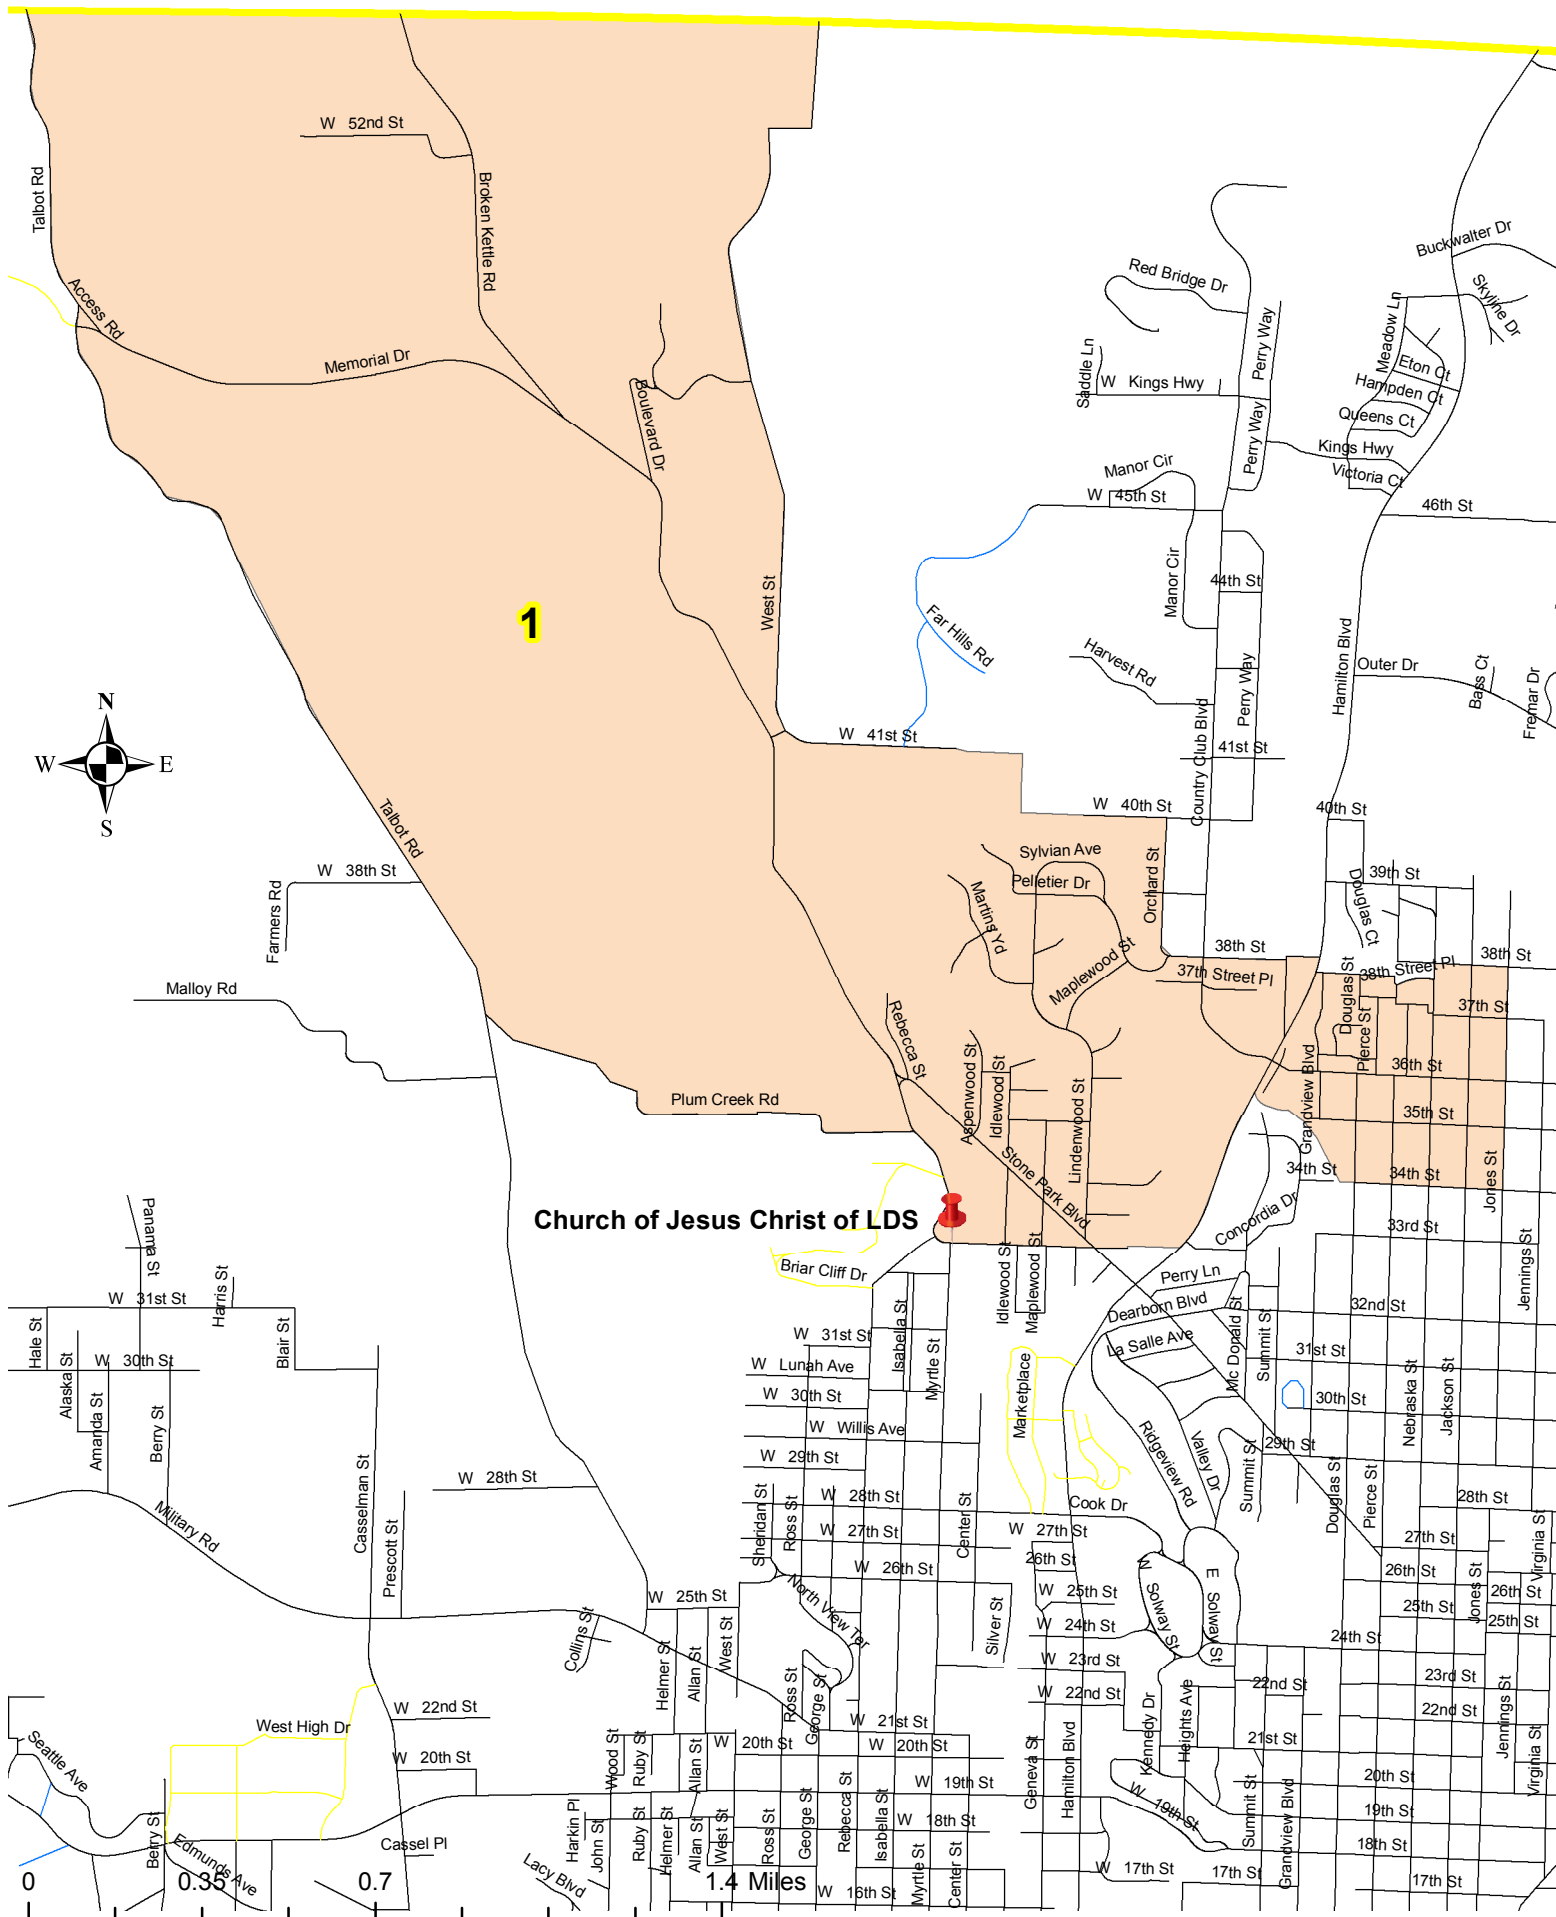 W 52nd St
Talbot Rd
Broken Kettle Rd
Buckwalter Dr
Red Bridge Dr
Skyline Dr
Access Rd
Meadow Ln
Perry Way
Memorial Dr
Saddle Ln
W Kings Hwy
Eton Ct
Hampden Ct
Boulevard Dr
Queens Ct
Perry Way
Kings Hwy
Manor Cir
Victoria Ct
W 45th St
46th St
Manor Cir
44th St
West St
1
Far Hills Rd
Harvest Rd
Hamilton Blvd
Outer Dr
Bass Ct
Fremar Dr
Perry Way
Country Club Blvd
N
W
E
S
W 41st St
41st St
W 40th St
40th St
Talbot Rd
Sylvian Ave
W 38th St
Pelletier Dr
Orchard St
39th St
Douglas Ct
Farmers Rd
Martins Yd
38th St
38th St
Maplewood St
37th Street Pl
38th Street Pl
Malloy Rd
Douglas St
37th St
Rebecca St
Pierce St
36th St
Aspenwood St
Idlewood St
Grandview Blvd
Plum Creek Rd
35th St
Lindenwood St
Stone Park Blvd
34th St
34th St
Jones St
Church of Jesus Christ of LDS
Panama St
Concordia Dr
33rd St
Briar Cliff Dr
Idlewood St
Maplewood St
Perry Ln
Jennings St
W 31st St
Harris St
Dearborn Blvd
32nd St
Hale St
Blair St
W 31st St
Isabella St
Myrtle St
La Salle Ave
Mc Donald St
Summit St
31st St
W 30th St
W Lunah Ave
Marketplace
Alaska St
Amanda St
Berry St
W 30th St
30th St
Nebraska St
Jackson St
W Willis Ave
Ridgeview Rd
Valley Dr
29th St
W 29th St
W 28th St
Summit St
Douglas St
Pierce St
Casselman St
Military Rd
Sheridan St
Ross St
W 28th St
Center St
Cook Dr
28th St
Prescott St
W 27th St
W 27th St
27th St
Virginia St
W 26th St
26th St
N Solway St
E Solway St
26th St
Jones St
26th St
W 25th St
North View Ter
W 25th St
25th St
25th St
Collins St
Helmer St
Allan St
West St
Silver St
W 24th St
24th St
W 23rd St
23rd St
Ross St
George St
W 22nd St
22nd St
22nd St
W 22nd St
Kennedy Dr
Heights Ave
Jennings St
West High Dr
W 21st St
21st St
Seattle Ave
W 20th St
Wood St
Ruby St
Allan St
W 20th St
W 20th St
Geneva St
Hamilton Blvd
20th St
Virginia St
W 19th St
W 19th St
19th St
Berry St
Edmunds Ave
Cassel Pl
Harkin Pl
John St
Ruby St
Helmer St
Allan St
West St
Ross St
George St
Rebecca St
Isabella St
W 18th St
Summit St
Grandview Blvd
18th St
Lacy Blvd
Myrtle St
Center St
W 17th St
17th St
17th St
W 16th St
0
0.35
0.7
1.4 Miles